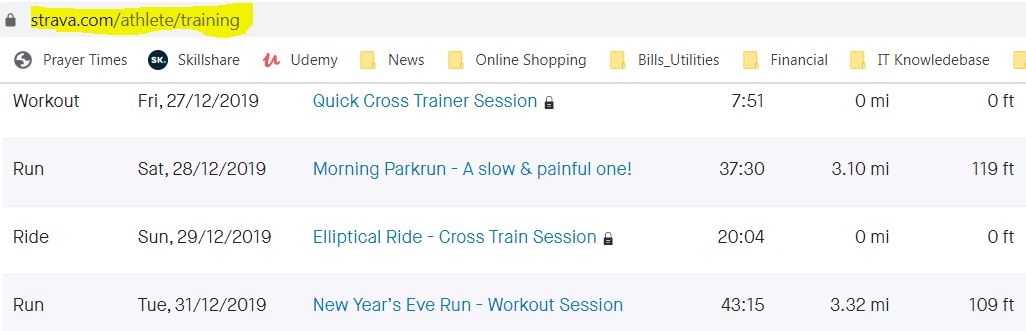 strava.com/athlete/training
Prayer Times SK. Skillshare Udemy News Online Shopping Bills_Utilities Financial IT Knowledebase
Workout Fri, 27/12/2019 Quick Cross Trainer Session 7:51 0 mi 0 ft
Run Sat, 28/12/2019 Morning Parkrun - A slow & painful one! 37:30 3.10 mi 119 ft
Ride Sun, 29/12/2019 Elliptical Ride - Cross Train Session 20:04 0 mi 0 ft
Run Tue, 31/12/2019 New Year’s Eve Run - Workout Session 43:15 3.32 mi 109 ft